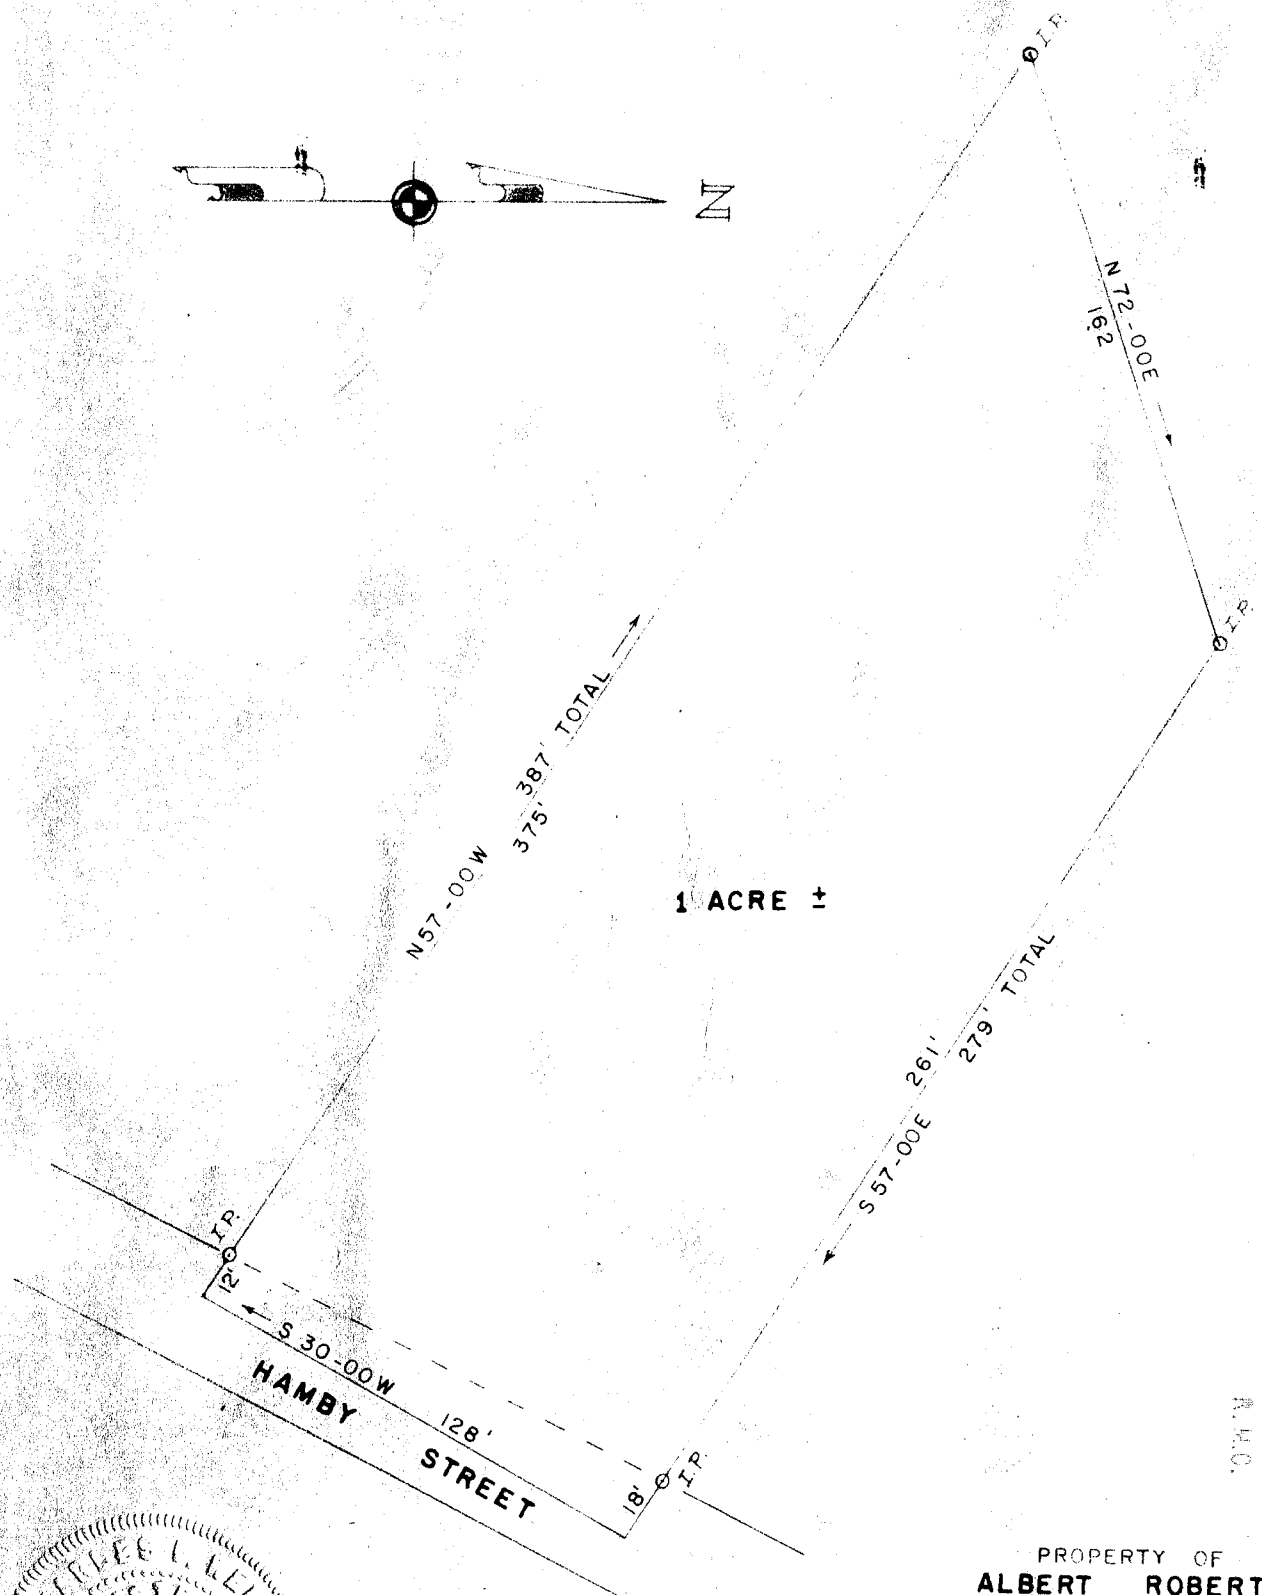 I.P.
N
N 72-00E
162
I.P.
387' TOTAL
375'
N57-00W
1 ACRE ±
261'
279' TOTAL
S 57-00E
I.P.
12'
S 30-00W
128'
HAMBY STREET
18'
I.P.
R.M.C.
PROPERTY OF
ALBERT ROBERT